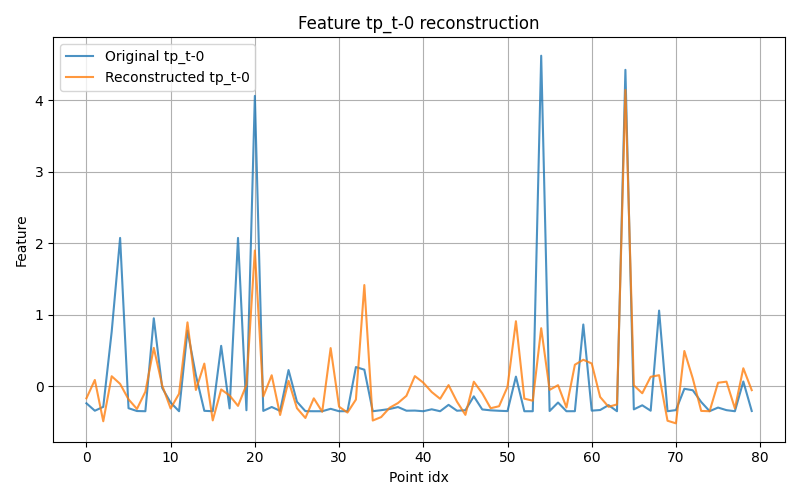 Feature tp_t-0 reconstruction
Original tp_t-0
Reconstructed tp_t-0
Feature
4
3
2
1
0
0 10 20 30 40 50 60 70 80
Point idx